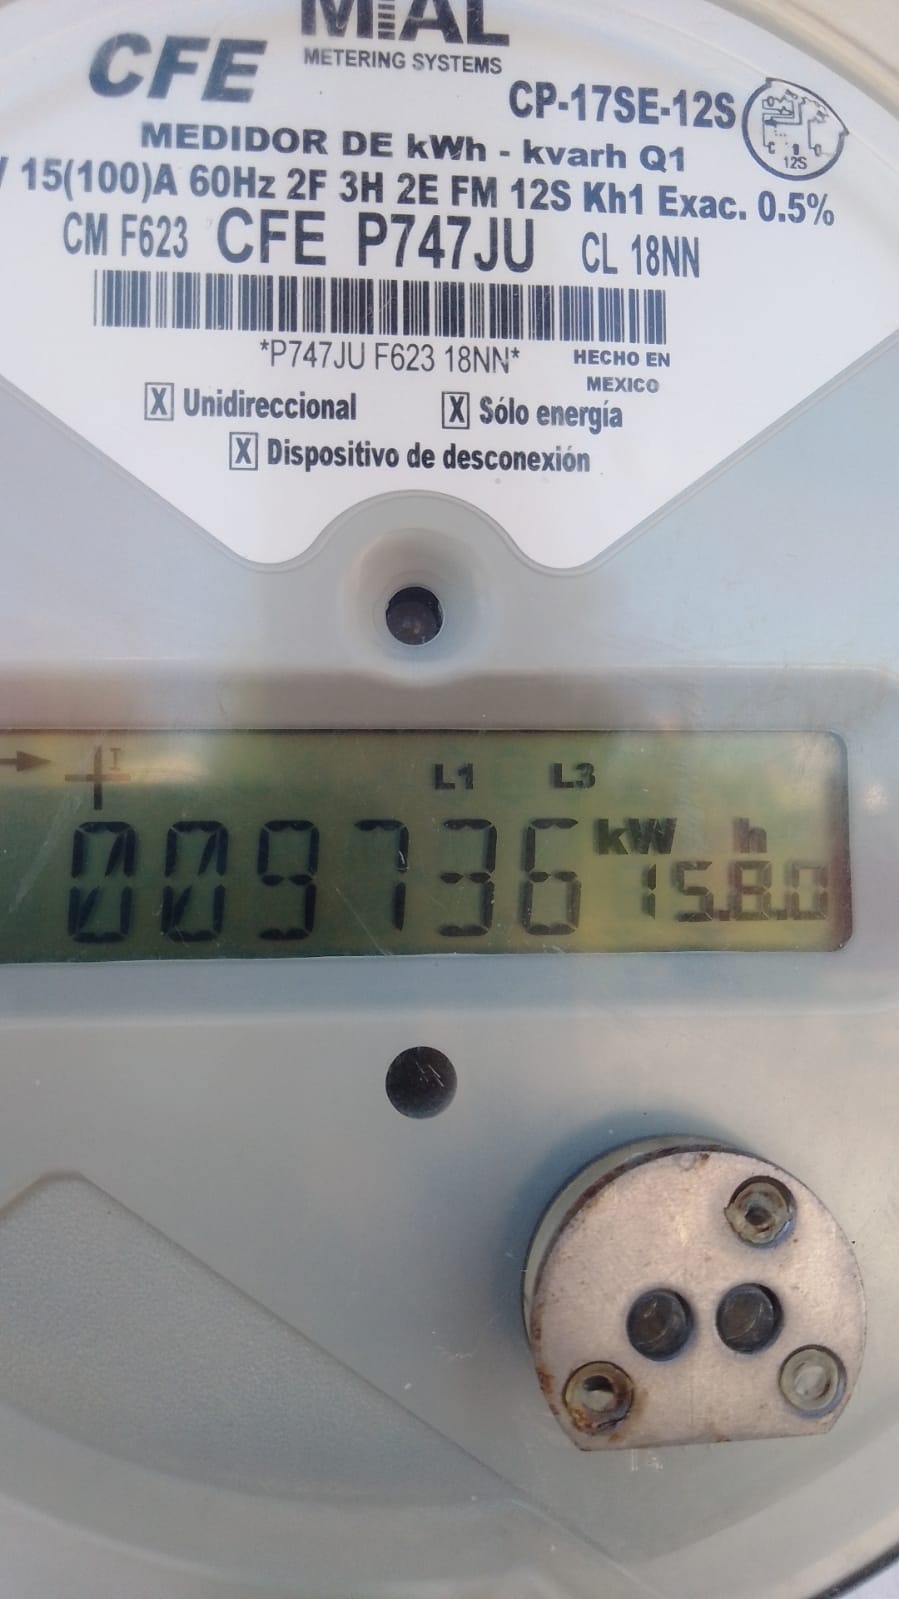 MIAL
METERING SYSTEMS
CFE
CP-17SE-12S
12S
MEDIDOR DE kWh - kvarh Q1
15(100)A 60Hz 2F 3H 2E FM 12S Kh1 Exac. 0.5%
CM F623 CFE P747JU CL 18NN
*P747JU F623 18NN*
HECHO EN
MEXICO
X Unidireccional X Sólo energía
X Dispositivo de desconexión
L1 L3
009736 kW h
15.8.0